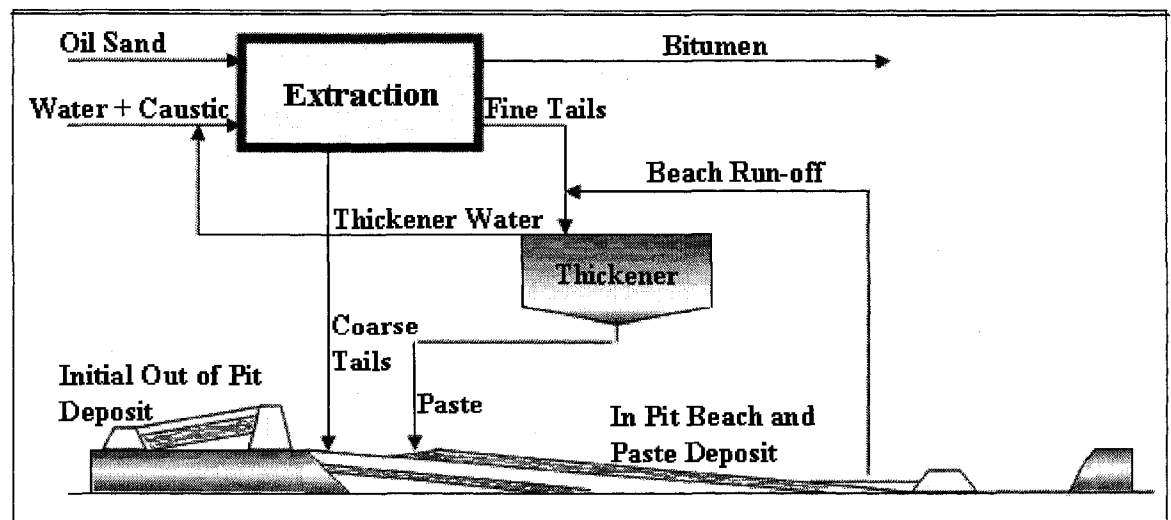 Oil Sand
Bitumen
Extraction
Water + Caustic
Fine Tails
Beach Run-off
Thickener Water
Thickener
Coarse
Tails
Initial Out of Pit
Deposit
Paste
In Pit Beach and
Paste Deposit